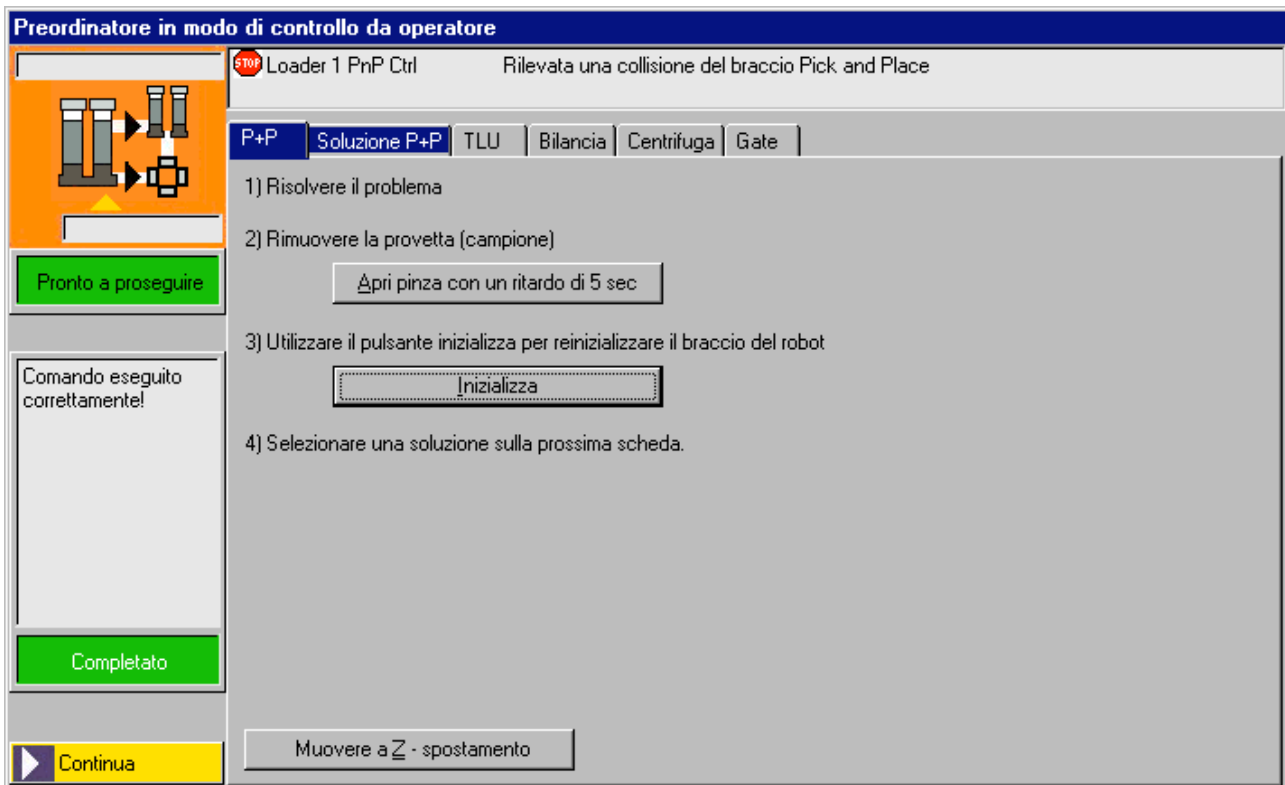 Preordinatore in modo di controllo da operatore
STOP Loader 1 PnP Ctrl Rilevata una collisione del braccio Pick and Place
P+P Soluzione P+P TLU Bilancia Centrifuga Gate
1) Risolvere il problema
2) Rimuovere la provetta (campione)
Pronto a proseguire
Apri pinza con un ritardo di 5 sec
3) Utilizzare il pulsante inizializza per reinizializzare il braccio del robot
Comando eseguito
correttamente!
Inizializza
4) Selezionare una soluzione sulla prossima scheda.
Completato
Muovere a Z - spostamento
Continua